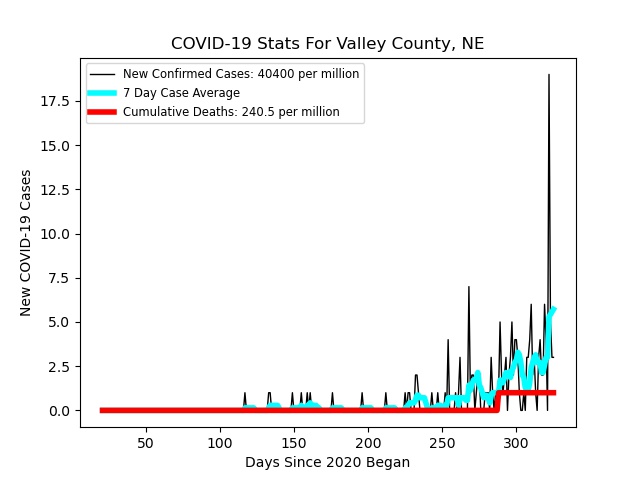 COVID-19 Stats For Valley County, NE
New Confirmed Cases: 40400 per million
7 Day Case Average
Cumulative Deaths: 240.5 per million
New COVID-19 Cases
17.5
15.0
12.5
10.0
7.5
5.0
2.5
0.0
50 100 150 200 250 300
Days Since 2020 Began